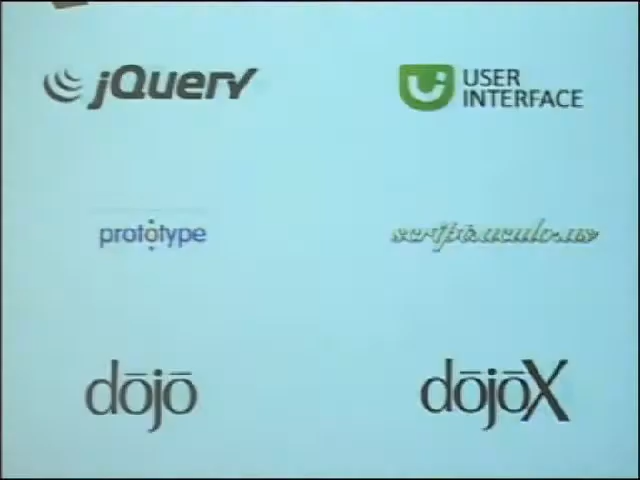 jQuery
USER
INTERFACE
prototype
script.aculo.us
dōjō
dōjōX